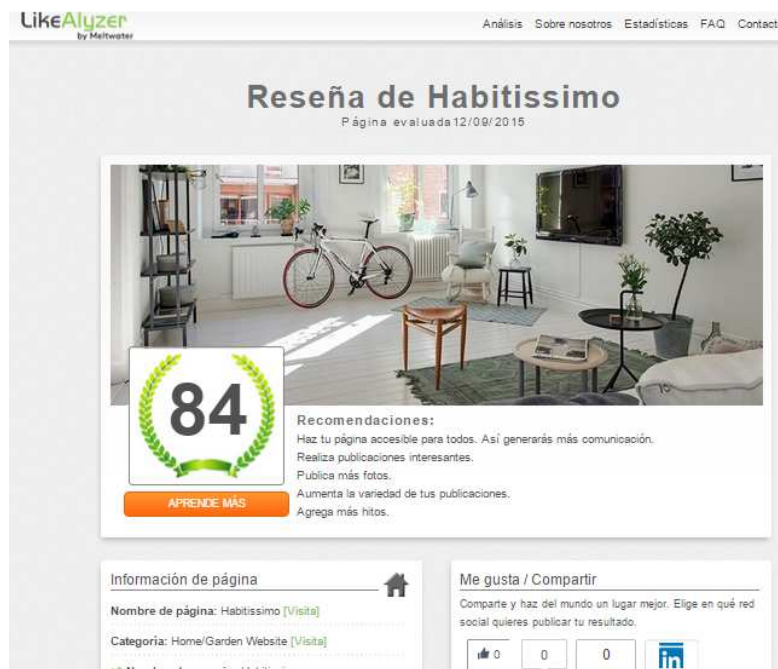 LikeAlyzer
by Meltwater
Análisis Sobre nosotros Estadísticas FAQ Contact
Reseña de Habitissimo
Página evaluada12/09/2015
84
APRENDE MÁS
Recomendaciones:
Haz tu página accesible para todos. Así generarás más comunicación.
Realiza publicaciones interesantes.
Publica más fotos.
Aumenta la variedad de tus publicaciones.
Agrega más hitos.
Información de página
Nombre de página: Habitissimo [Visita]
Categoría: Home/Garden Website [Visita]
Me gusta / Compartir
Comparte y haz del mundo un lugar mejor. Elige en qué red
social quieres publicar tu resultado.
0 0 0 in